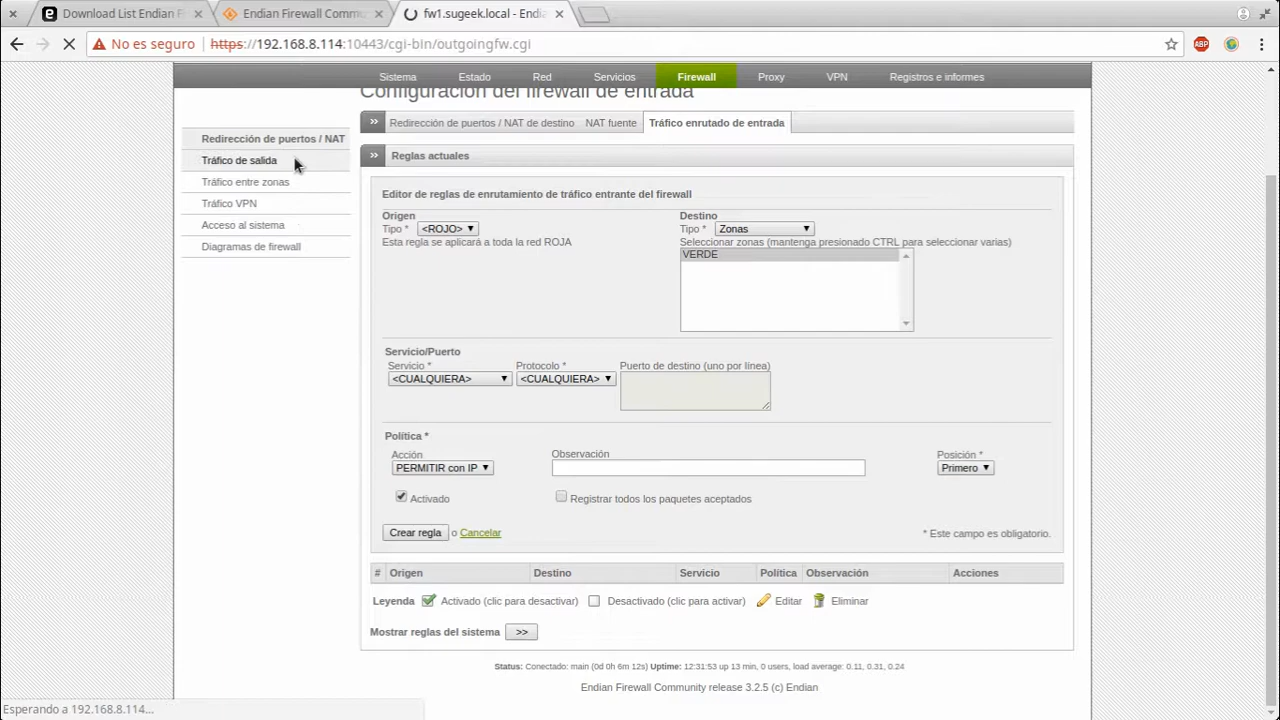 Download List Endian F
Endian Firewall Commu
fw1.sugeek.local - Endia
No es seguro
https://192.168.8.114:10443/cgi-bin/outgoingfw.cgi
ABP
Sistema
Estado
Red
Servicios
Firewall
Proxy
VPN
Registros e informes
Configuración del firewall de entrada
Redirección de puertos / NAT
Tráfico de salida
Tráfico entre zonas
Tráfico VPN
Acceso al sistema
Diagramas de firewall
>> Redirección de puertos / NAT de destino NAT fuente Tráfico enrutado de entrada
>> Reglas actuales
Editor de reglas de enrutamiento de tráfico entrante del firewall
Origen
Tipo * <ROJO>
Esta regla se aplicará a toda la red ROJA
Destino
Tipo * Zonas
Seleccionar zonas (mantenga presionado CTRL para seleccionar varias)
VERDE
Servicio/Puerto
Servicio * Protocolo * Puerto de destino (uno por línea)
<CUALQUIERA> <CUALQUIERA>
Política *
Acción Observación Posición *
PERMITIR con IP Primero
Activado Registrar todos los paquetes aceptados
Crear regla o Cancelar * Este campo es obligatorio.
# Origen Destino Servicio Política Observación Acciones
Leyenda Activado (clic para desactivar) Desactivado (clic para activar) Editar Eliminar
Mostrar reglas del sistema >>
Status: Conectado: main (0d 0h 6m 12s) Uptime: 12:31:53 up 13 min, 0 users, load average: 0.11, 0.31, 0.24
Endian Firewall Community release 3.2.5 (c) Endian
Esperando a 192.168.8.114...